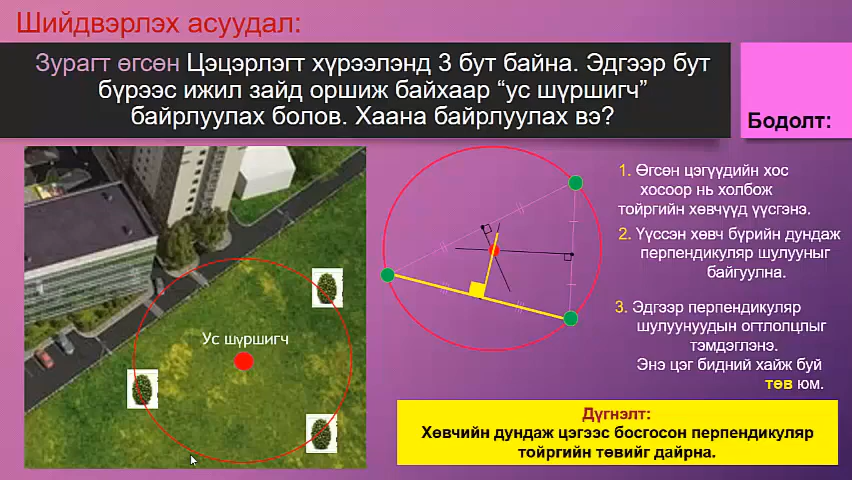 Шийдвэрлэх асуудал:
Зурагт өгсөн Цэцэрлэгт хүрээлэнд 3 бут байна. Эдгээр бут
бүрээс ижил зайд оршиж байхаар “ус шүршигч”
байрлуулах болов. Хаана байрлуулах вэ?
Бодолт:
Ус шүршигч
1. Өгсөн цэгүүдийн хос
хосоор нь холбож
тойргийн хөвчүүд үүсгэнэ.
2. Үүссэн хөвч бүрийн дундаж
перпендикуляр шулууныг
байгуулна.
3. Эдгээр перпендикуляр
шулуунуудын огтлолцлыг
тэмдэглэнэ.
Энэ цэг бидний хайж буй
төв юм.
Дүгнэлт:
Хөвчийн дундаж цэгээс босгосон перпендикуляр
тойргийн төвийг дайрна.